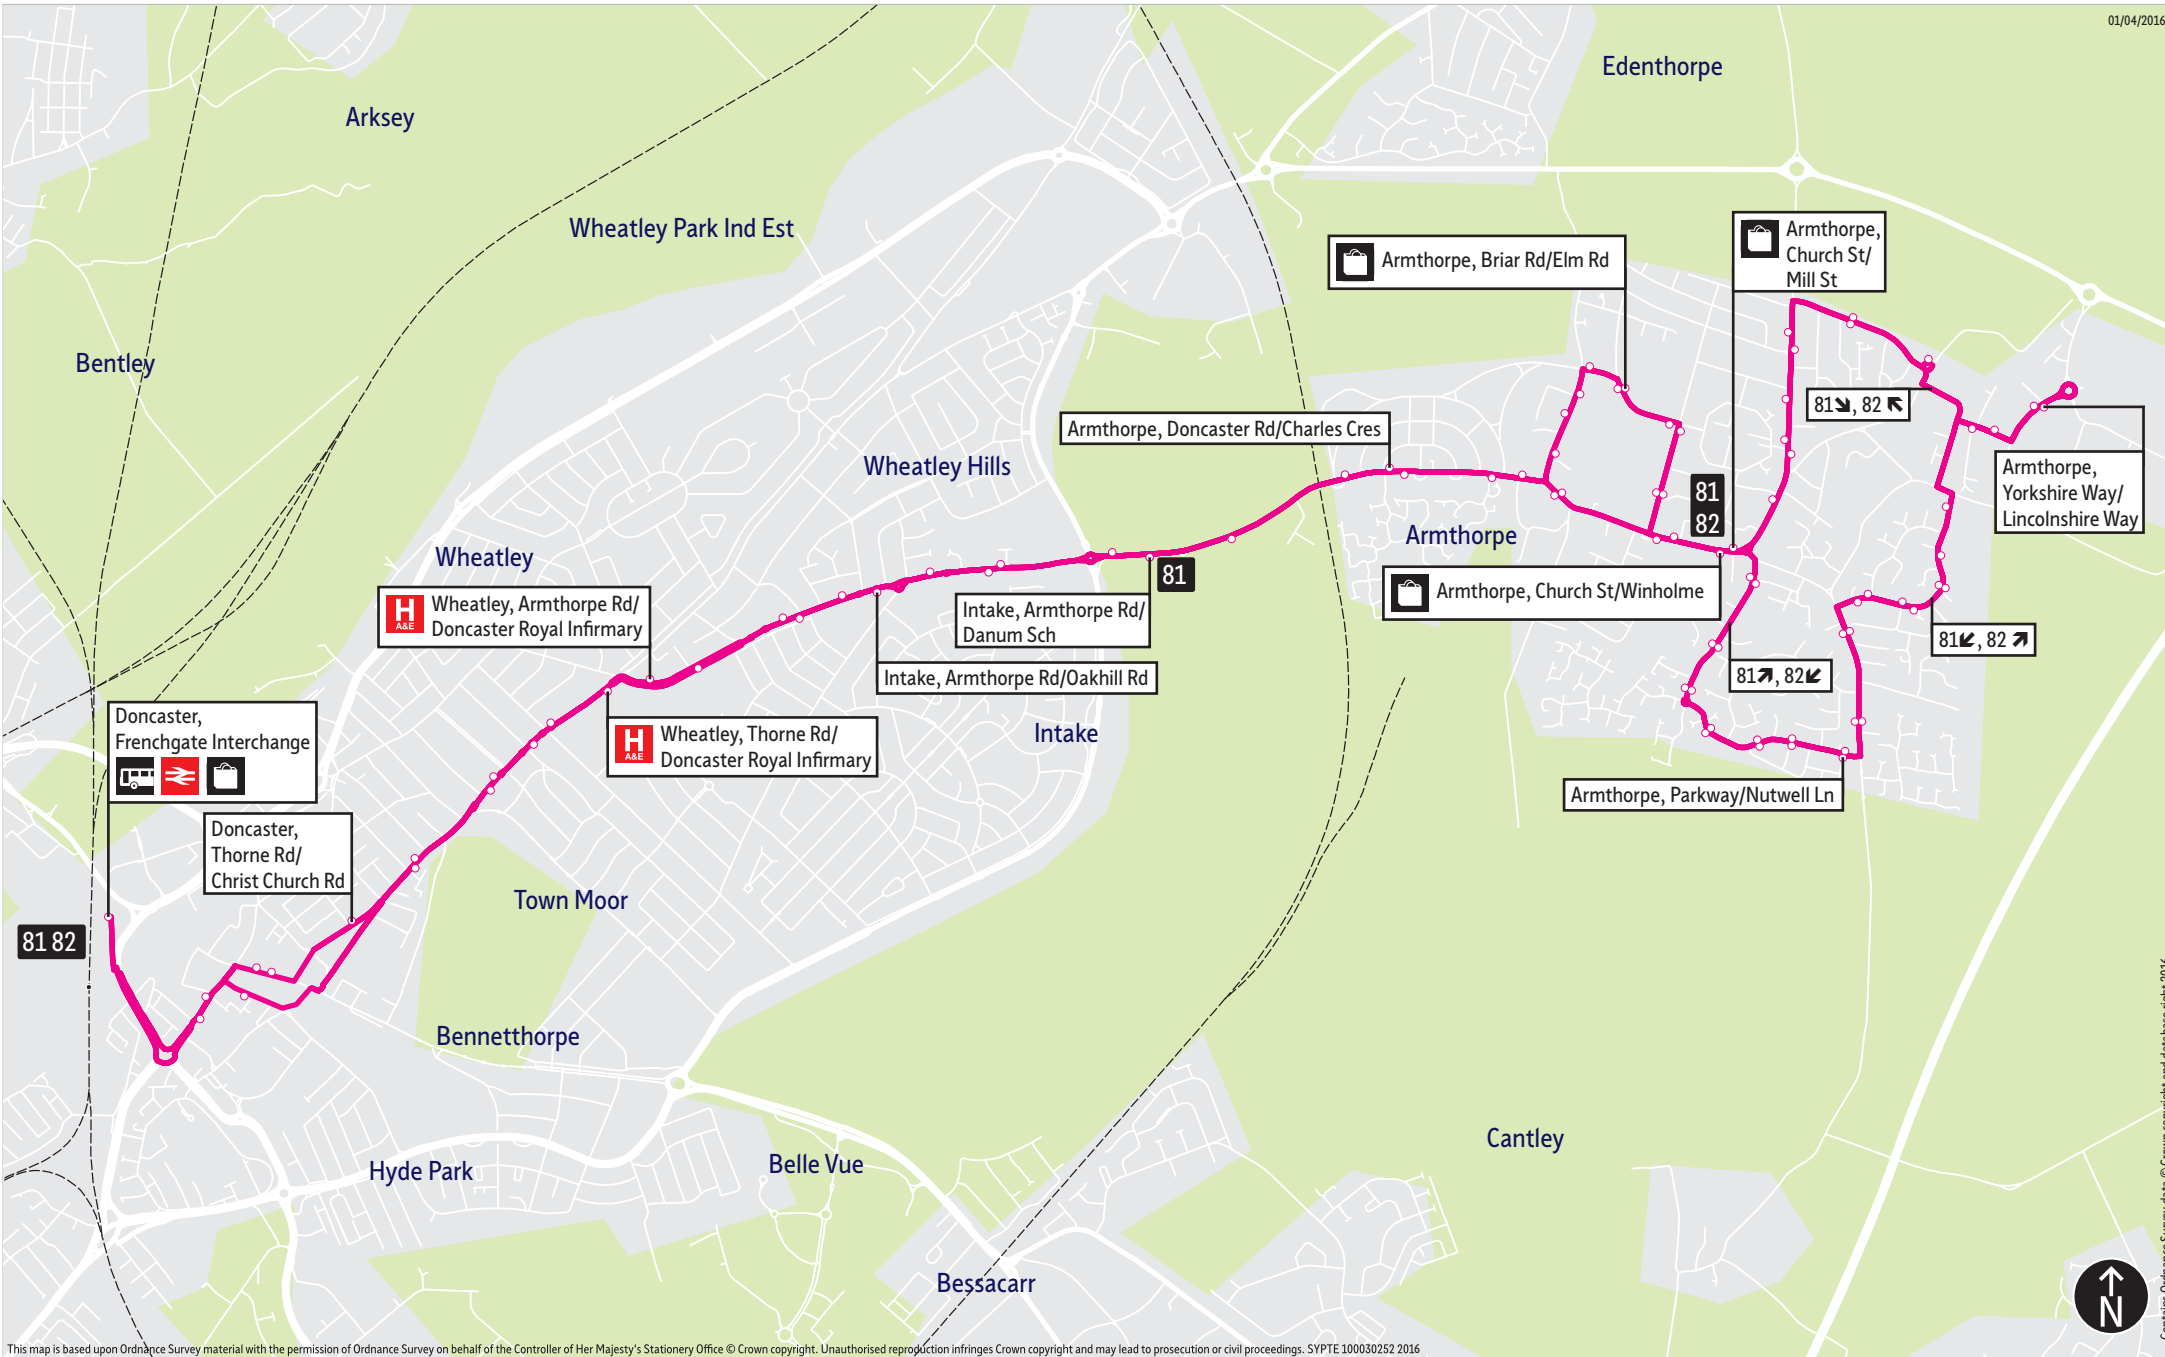 01/04/2016
Edenthorpe
Arksey
Wheatley Park Ind Est
Armthorpe,
Church St/
Mill St
Armthorpe, Briar Rd/Elm Rd
Bentley
81↘, 82↖
Armthorpe, Doncaster Rd/Charles Cres
Wheatley Hills
Armthorpe,
Yorkshire Way/
Lincolnshire Way
81
82
Armthorpe
Wheatley
81
Armthorpe, Church St/Winholme
H
A&E
Wheatley, Armthorpe Rd/
Doncaster Royal Infirmary
Intake, Armthorpe Rd/
Danum Sch
81↙, 82↗
Intake, Armthorpe Rd/Oakhill Rd
81↗, 82↙
Doncaster,
Frenchgate Interchange
H
A&E
Wheatley, Thorne Rd/
Doncaster Royal Infirmary
Intake
Armthorpe, Parkway/Nutwell Ln
Doncaster,
Thorne Rd/
Christ Church Rd
Town Moor
81 82
Bennetthorpe
Cantley
Hyde Park
Belle Vue
Bessacarr
N
This map is based upon Ordnance Survey material with the permission of Ordnance Survey on behalf of the Controller of Her Majesty's Stationery Office © Crown copyright. Unauthorised reproduction infringes Crown copyright and may lead to prosecution or civil proceedings. SYPTE 100030252 2016